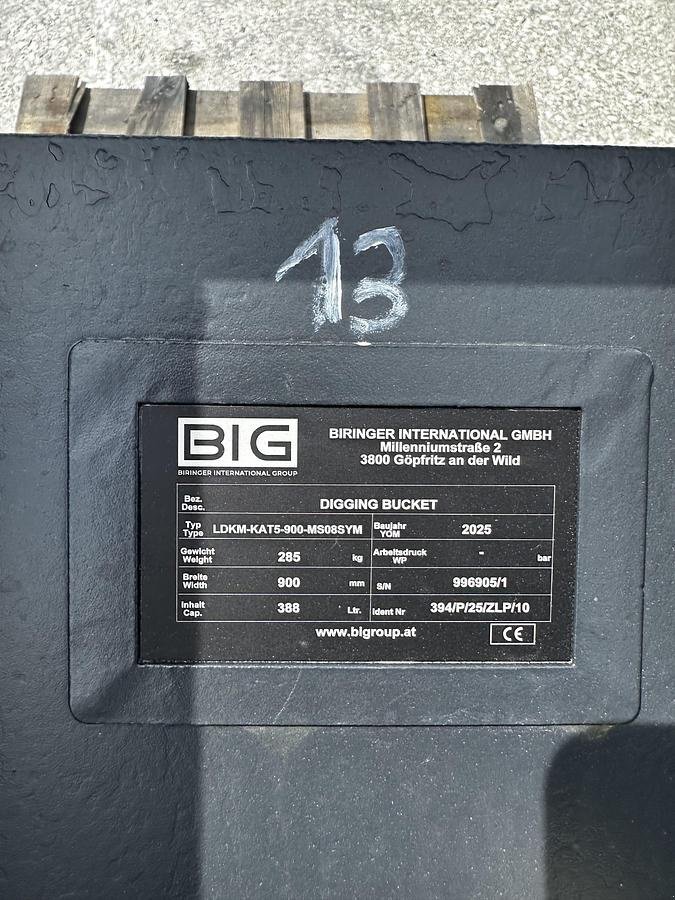 13
BIG
BIRINGER INTERNATIONAL GROUP
BIRINGER INTERNATIONAL GMBH
Millenniumstraße 2
3800 Göpfritz an der Wild
Bez. Desc. DIGGING BUCKET
Typ Type LDKM-KAT5-900-MS08SYM Baujahr YOM 2025
Gewicht Weight 285 kg Arbeitsdruck WP - bar
Breite Width 900 mm S/N 996905/1
Inhalt Cap. 388 Ltr. Ident Nr 394/P/25/ZLP/10
www.bigroup.at CE